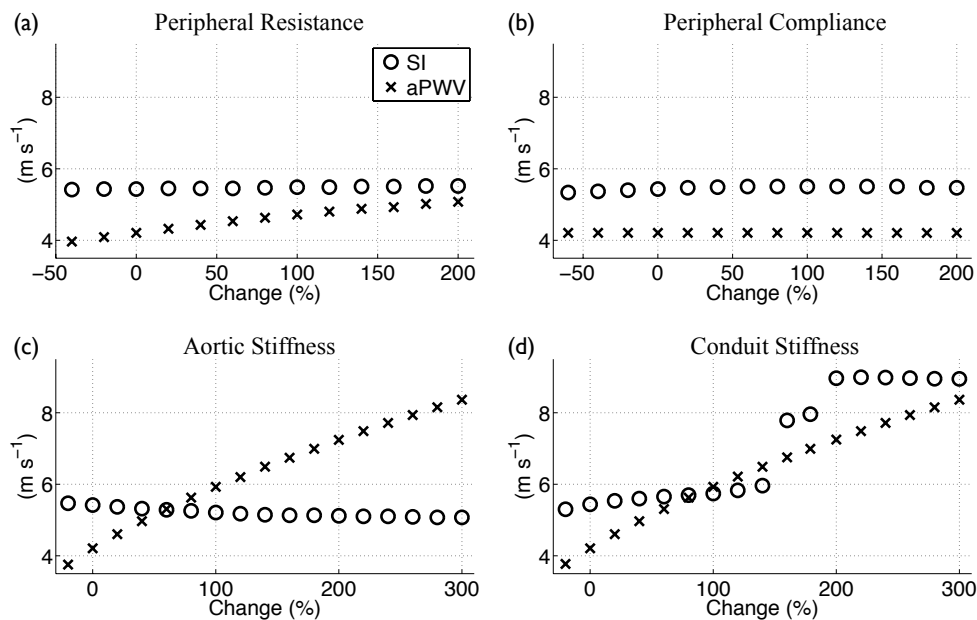 (a) Peripheral Resistance
SI
aPWV
8
6
4
(m s⁻¹)
−50 0 50 100 150 200
Change (%)
(b) Peripheral Compliance
8
6
4
(m s⁻¹)
−50 0 50 100 150 200
Change (%)
(c) Aortic Stiffness
8
6
4
(m s⁻¹)
0 100 200 300
Change (%)
(d) Conduit Stiffness
8
6
4
(m s⁻¹)
0 100 200 300
Change (%)